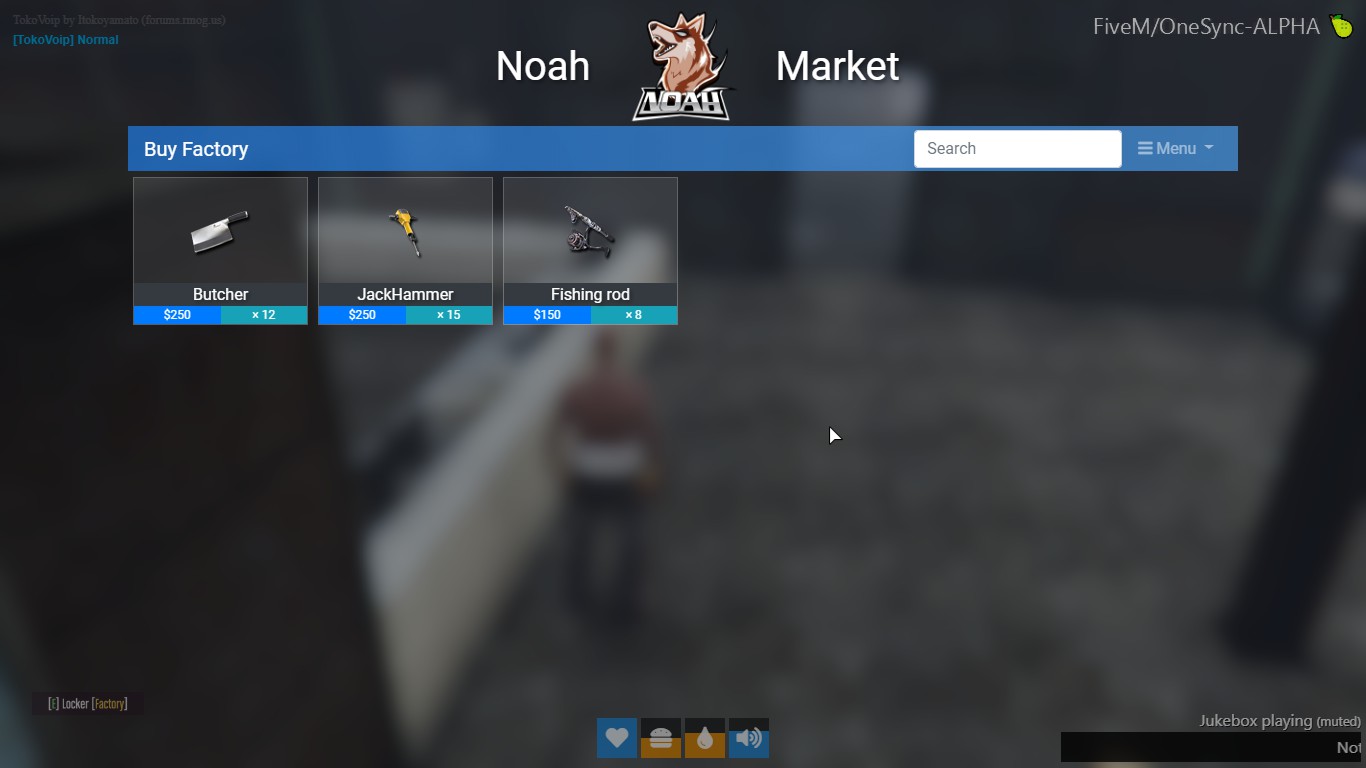 TokoVoip by Itokoyamato (forums.rmog.us)
[TokoVoip] Normal
FiveM/OneSync-ALPHA
Noah
NOAH
Market
Buy Factory
Search
Menu
Butcher
$250
× 12
JackHammer
$250
× 15
Fishing rod
$150
× 8
[E] Locker [Factory]
Jukebox playing (muted)
Not